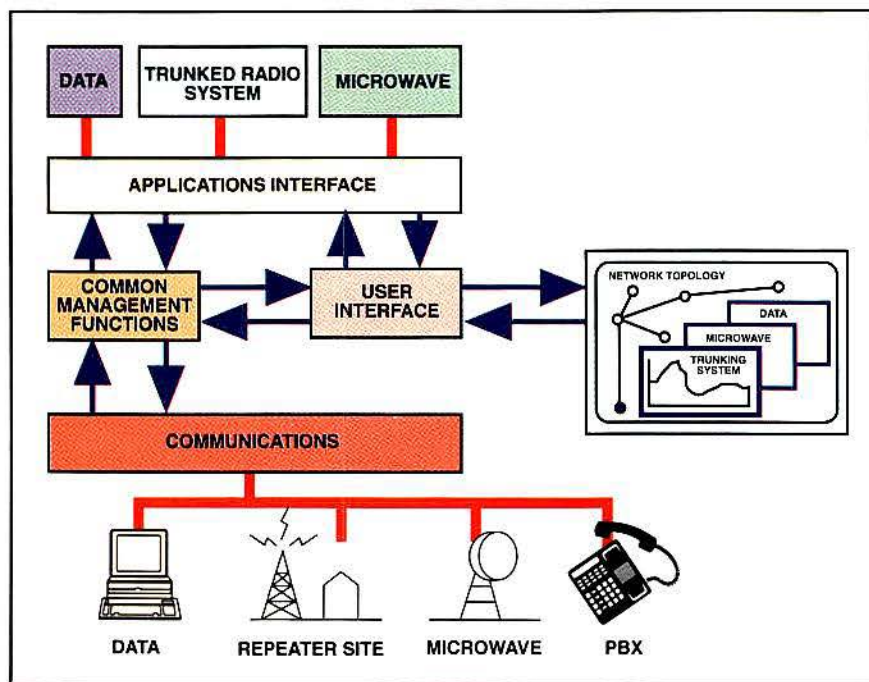 DATA
TRUNKED RADIO
SYSTEM
MICROWAVE
APPLICATIONS INTERFACE
COMMON
MANAGEMENT
FUNCTIONS
USER
INTERFACE
NETWORK TOPOLOGY
DATA
MICROWAVE
TRUNKING
SYSTEM
COMMUNICATIONS
DATA
REPEATER SITE
MICROWAVE
PBX